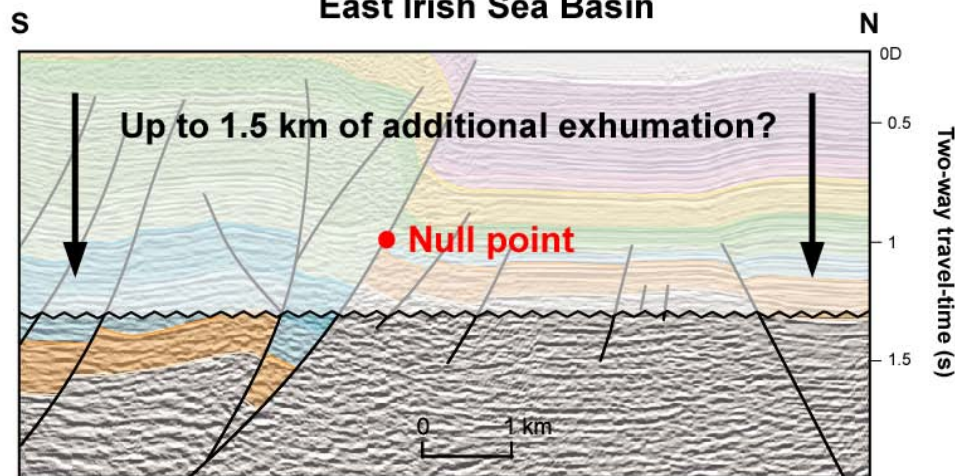 East Irish Sea Basin
S
N
0D
Up to 1.5 km of additional exhumation?
0.5
Null point
1
1.5
0 1 km
Two-way travel-time (s)